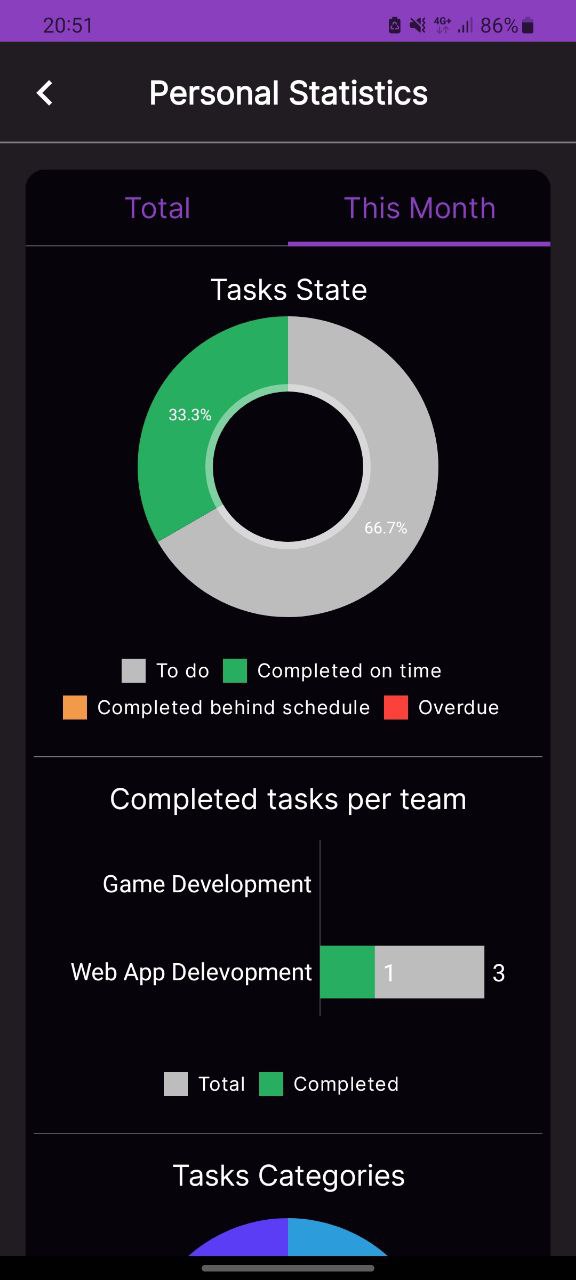 20:51 4G+ 86%
Personal Statistics
Total This Month
Tasks State
33.3%
66.7%
To do Completed on time
Completed behind schedule Overdue
Completed tasks per team
Game Development
Web App Delevopment 1 3
Total Completed
Tasks Categories